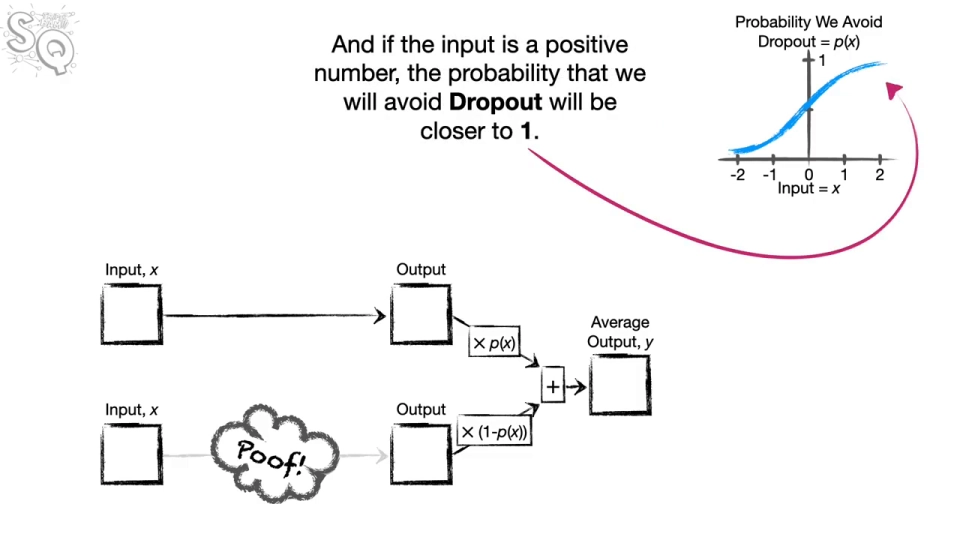 SQ
And if the input is a positive
number, the probability that we
will avoid Dropout will be
closer to 1.
Probability We Avoid
Dropout = p(x)
1
-2 -1 0 1 2
Input = x
Input, x
Output
× p(x)
Average
Output, y
+
Input, x
Poof!
Output
× (1-p(x))